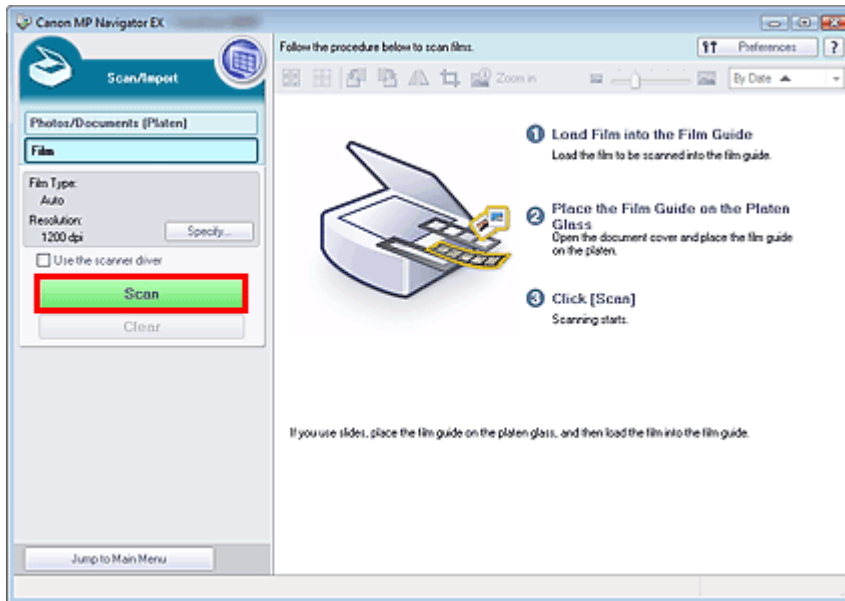 Canon MP Navigator EX
Scan/Import
Photos/Documents (Platen)
Film
Film Type:
Auto
Resolution:
1200 dpi
Specify...
Use the scanner driver
Scan
Clear
Jump to Main Menu
Follow the procedure below to scan films.
Preferences
?
Zoom in
By Date
1 Load Film into the Film Guide
Load the film to be scanned into the film guide.
2 Place the Film Guide on the Platen
Glass
Open the document cover and place the film guide
on the platen.
3 Click [Scan]
Scanning starts.
If you use slides, place the film guide on the platen glass, and then load the film into the film guide.